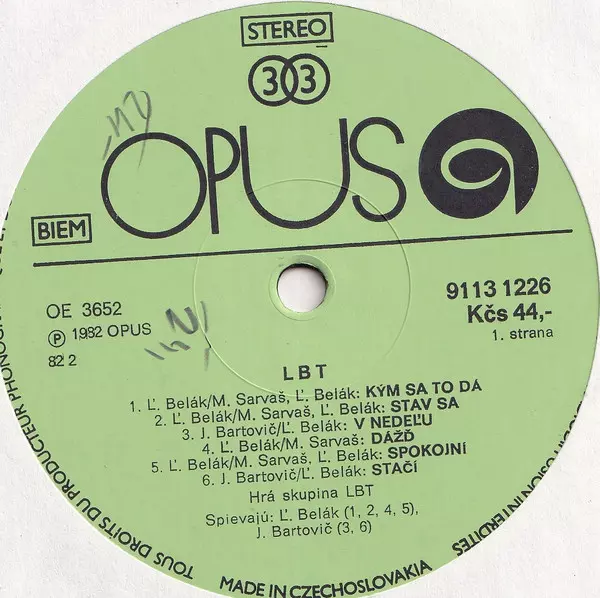 STEREO
33
OPUS
BIEM
OE 3652
℗ 1982 OPUS
82 2
9113 1226
Kčs 44,-
1. strana
LBT
1. Ľ. Belák/M. Sarvaš, Ľ. Belák: KÝM SA TO DÁ
2. Ľ. Belák/M. Sarvaš, Ľ. Belák: STAV SA
3. J. Bartovič/Ľ. Belák: V NEDEĽU
4. Ľ. Belák/M. Sarvaš: DÁŽĎ
5. Ľ. Belák/M. Sarvaš, Ľ. Belák: SPOKOJNÍ
6. J. Bartovič/Ľ. Belák: STAČÍ
Hrá skupina LBT
Spievajú: Ľ. Belák (1, 2, 4, 5),
J. Bartovič (3, 6)
TOUS DROITS DU PRODUCTEUR
MADE IN CZECHOSLOVAKIA
INTERDITES